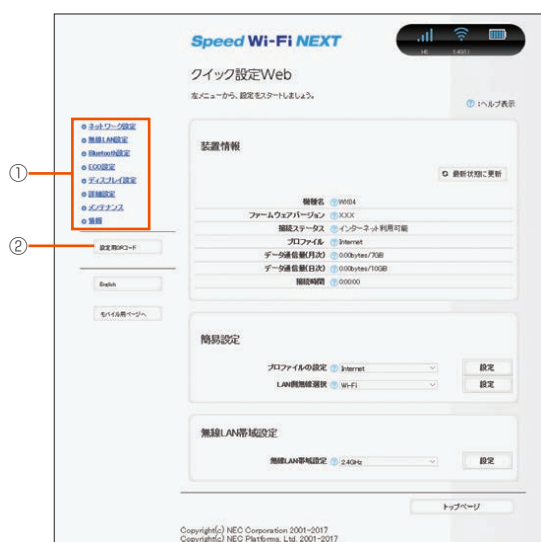 Speed Wi-Fi NEXT
クイック設定Web
左メニューから、設定をスタートしましょう。
:ヘルプ表示
ネットワーク設定
無線LAN設定
Bluetooth設定
ECO設定
ディスプレイ設定
詳細設定
メンテナンス
情報
①
②
設定用QRコード
English
モバイル用ページへ
装置情報
最新状態に更新
機種名 WX04
ファームウェアバージョン XXX
接続ステータス インターネット利用可能
プロファイル Internet
データ通信量(月次) 0.00bytes/7GB
データ通信量(日次) 0.00bytes/10GB
接続時間 0:00:00
簡易設定
プロファイルの設定 Internet 設定
LAN側無線選択 Wi-Fi 設定
無線LAN帯域設定
無線LAN帯域設定 2.4GHz 設定
トップページ
Copyright(c) NEC Corporation 2001-2017
Copyright(c) NEC Platforms, Ltd. 2001-2017